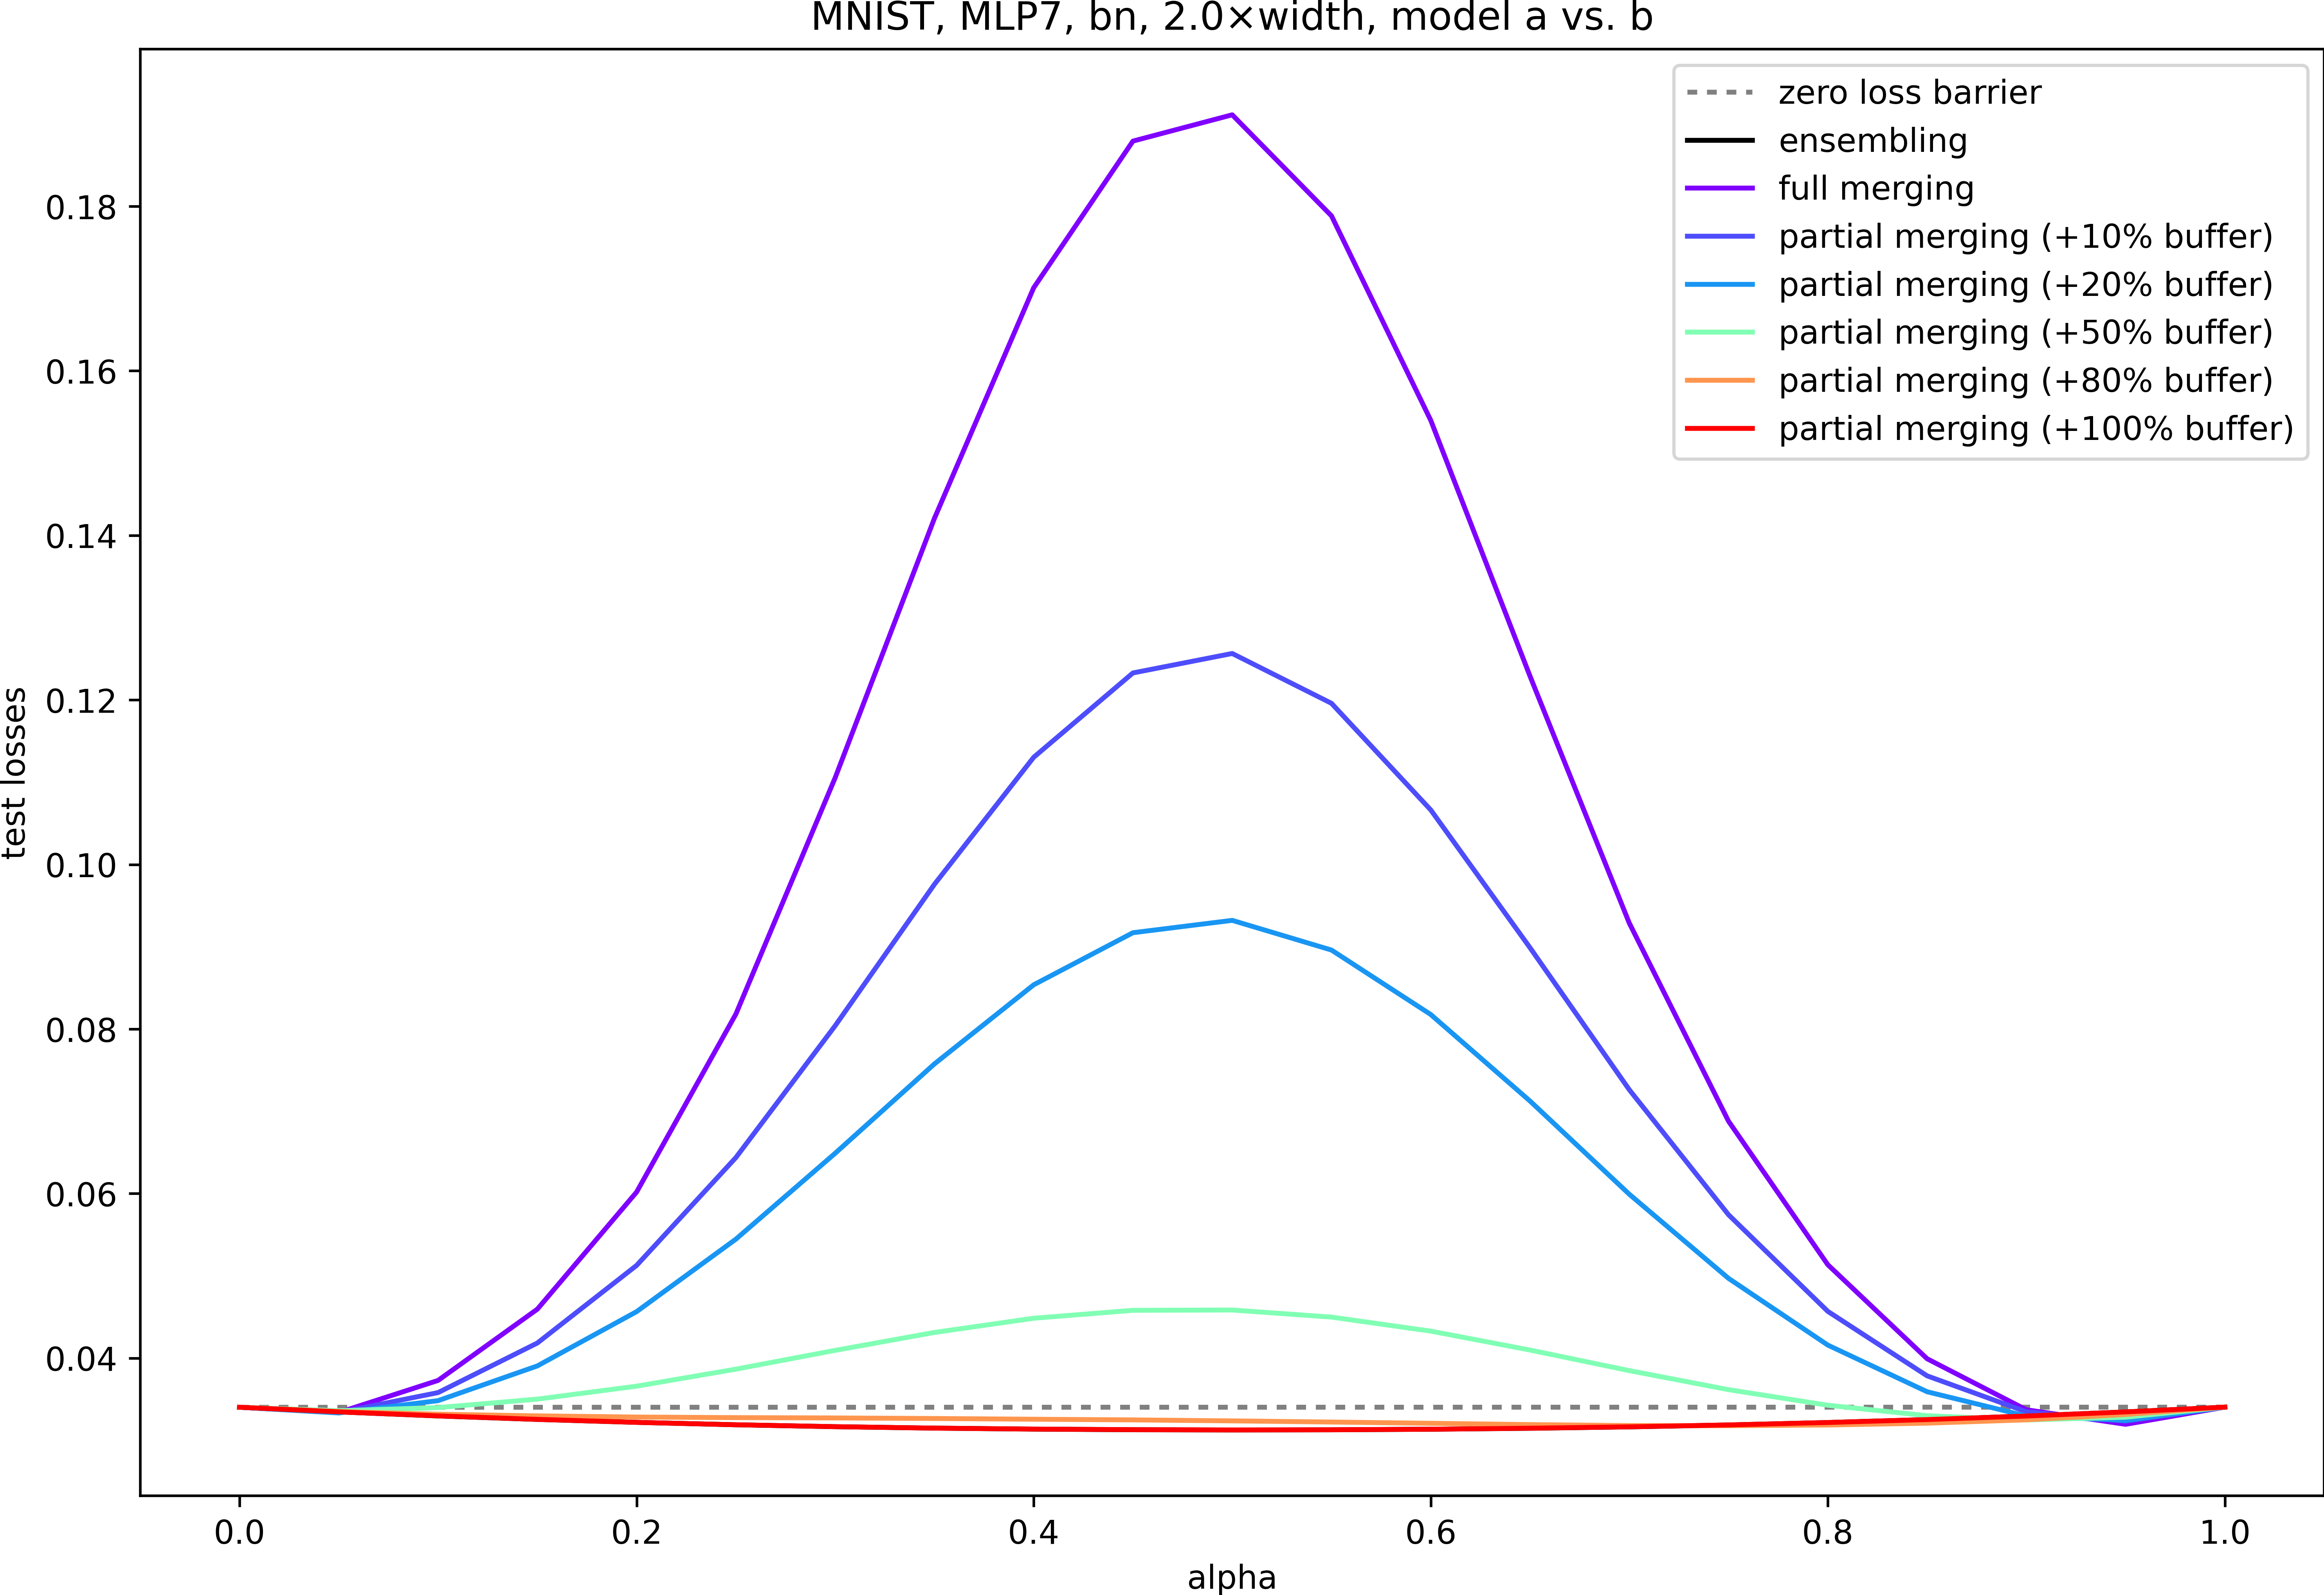 MNIST, MLP7, bn, 2.0×width, model a vs. b
zero loss barrier
ensembling
full merging
partial merging (+10% buffer)
partial merging (+20% buffer)
partial merging (+50% buffer)
partial merging (+80% buffer)
partial merging (+100% buffer)
test losses
0.18
0.16
0.14
0.12
0.10
0.08
0.06
0.04
0.0 0.2 0.4 0.6 0.8 1.0
alpha